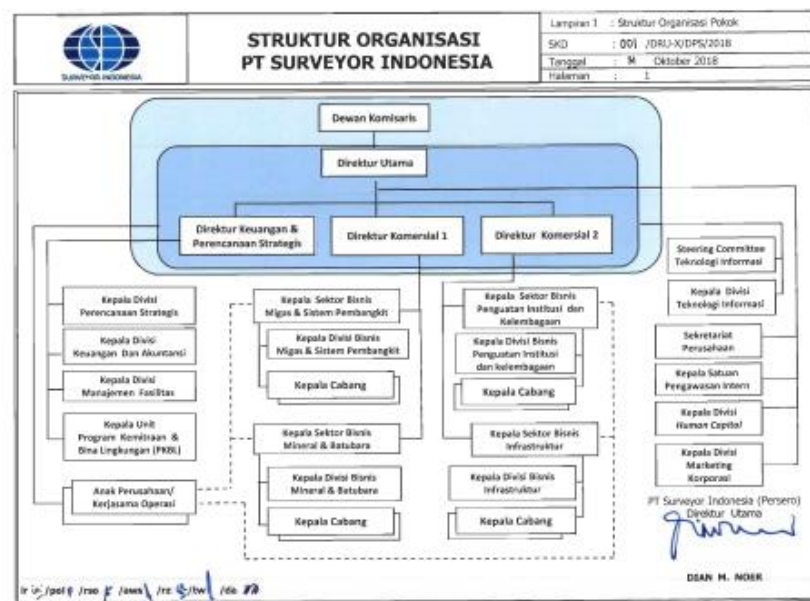 SURVEYOR INDONESIA
STRUKTUR ORGANISASI
PT SURVEYOR INDONESIA
Lampiran 1 : Struktur Organisasi Pokok
SKD : 001 /DRU-X/DPS/2018
Tanggal : Oktober 2018
Halaman : 1
Dewan Komisaris
Direktur Utama
Direktur Keuangan &
Perencanaan Strategis
Direktur Komersial 1
Direktur Komersial 2
Steering Committee
Teknologi Informasi
Kepala Divisi
Teknologi Informasi
Sekretariat
Perusahaan
Kepala Satuan
Pengawasan Intern
Kepala Divisi
Human Capital
Kepala Divisi
Marketing
Korporasi
Kepala Divisi
Perencanaan Strategis
Kepala Divisi
Keuangan Dan Akuntansi
Kepala Divisi
Manajemen Fasilitas
Kepala Unit
Program Kemitraan &
Bina Lingkungan (PKBL)
Anak Perusahaan/
Kerjasama Operasi
Kepala Sektor Bisnis
Migas & Sistem Pembangkit
Kepala Divisi Bisnis
Migas & Sistem Pembangkit
Kepala Cabang
Kepala Sektor Bisnis
Mineral & Batubara
Kepala Divisi Bisnis
Mineral & Batubara
Kepala Cabang
Kepala Sektor Bisnis
Penguatan Institusi dan
Kelembagaan
Kepala Divisi Bisnis
Penguatan Institusi
dan kelembagaan
Kepala Cabang
Kepala Sektor Bisnis
Infrastruktur
Kepala Divisi Bisnis
Infrastruktur
Kepala Cabang
PT Surveyor Indonesia (Persero)
Direktur Utama
DIAN M. NOER